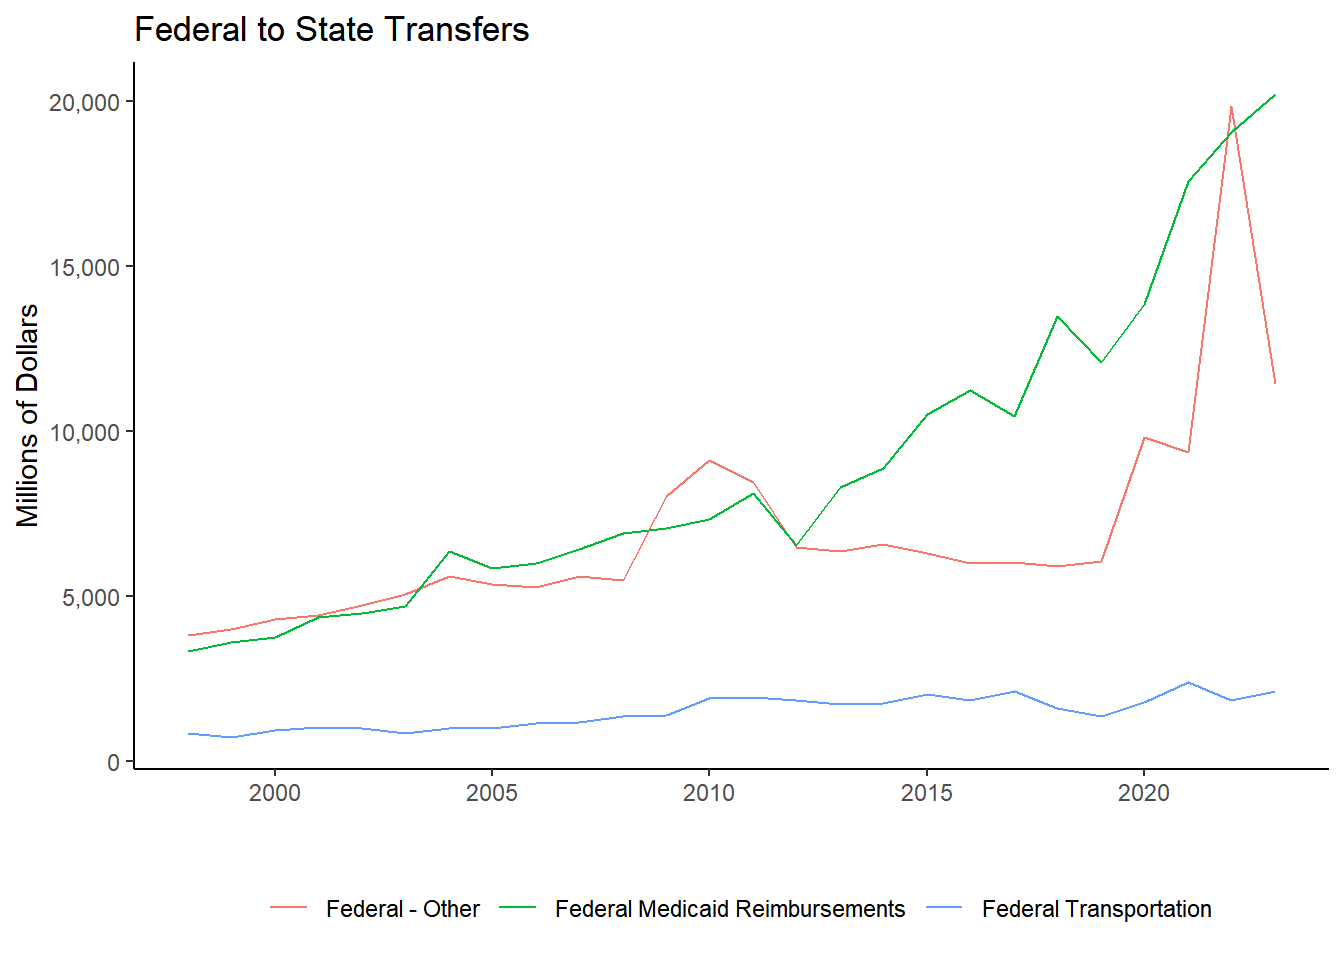 Federal to State Transfers
Millions of Dollars
20,000
15,000
10,000
5,000
0
2000 2005 2010 2015 2020
Federal - Other Federal Medicaid Reimbursements Federal Transportation